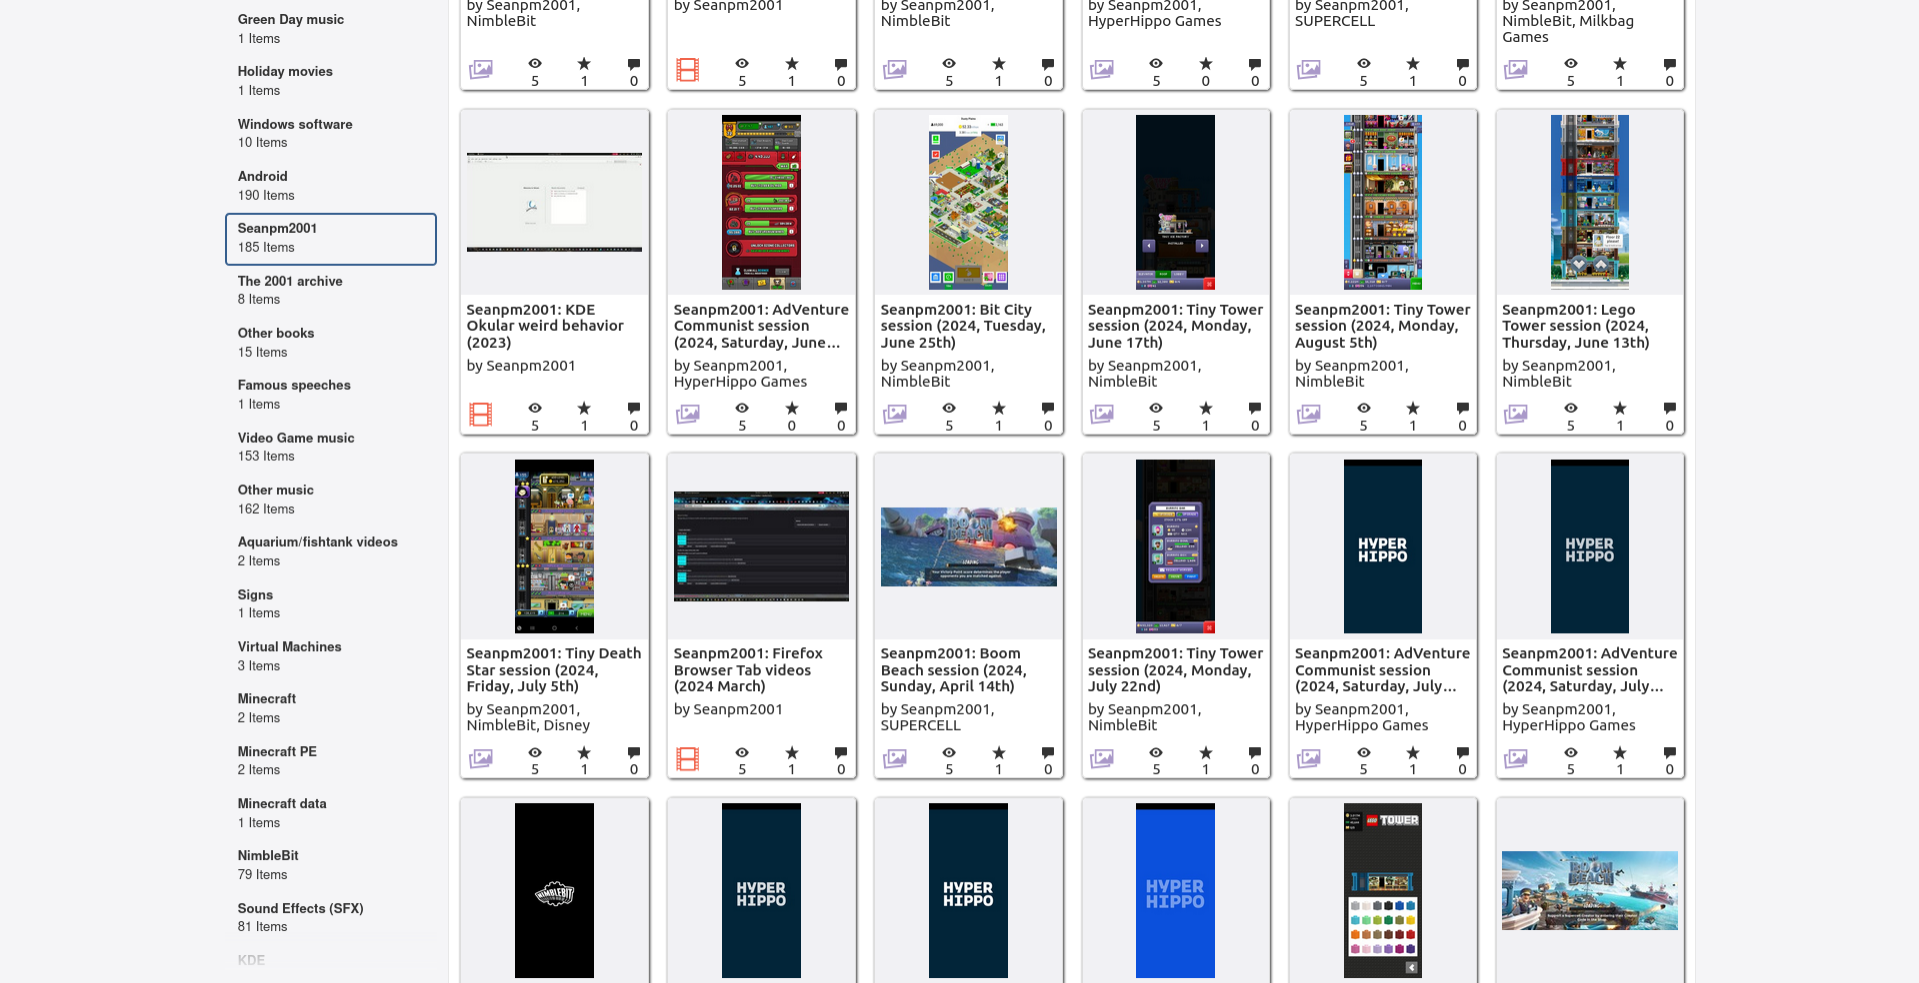 Green Day music
1 Items
Holiday movies
1 Items
Windows software
10 Items
Android
190 Items
Seanpm2001
185 Items
The 2001 archive
8 Items
Other books
15 Items
Famous speeches
1 Items
Video Game music
153 Items
Other music
162 Items
Aquarium/fishtank videos
2 Items
Signs
1 Items
Virtual Machines
3 Items
Minecraft
2 Items
Minecraft PE
2 Items
Minecraft data
1 Items
NimbleBit
79 Items
Sound Effects (SFX)
81 Items
KDE
by Seanpm2001,
NimbleBit
5 1 0
by Seanpm2001
5 1 0
by Seanpm2001,
NimbleBit
5 1 0
by Seanpm2001,
HyperHippo Games
5 0 0
by Seanpm2001,
SUPERCELL
5 1 0
by Seanpm2001,
NimbleBit, Milkbag
Games
5 1 0
Seanpm2001: KDE
Okular weird behavior
(2023)
by Seanpm2001
5 1 0
Seanpm2001: AdVenture
Communist session
(2024, Saturday, June...
by Seanpm2001,
HyperHippo Games
5 0 0
Seanpm2001: Bit City
session (2024, Tuesday,
June 25th)
by Seanpm2001,
NimbleBit
5 1 0
Seanpm2001: Tiny Tower
session (2024, Monday,
June 17th)
by Seanpm2001,
NimbleBit
5 1 0
Seanpm2001: Tiny Tower
session (2024, Monday,
August 5th)
by Seanpm2001,
NimbleBit
5 1 0
Seanpm2001: Lego
Tower session (2024,
Thursday, June 13th)
by Seanpm2001,
NimbleBit
5 1 0
Seanpm2001: Tiny Death
Star session (2024,
Friday, July 5th)
by Seanpm2001,
NimbleBit, Disney
5 1 0
Seanpm2001: Firefox
Browser Tab videos
(2024 March)
by Seanpm2001
5 1 0
BOOM
BEACH
Seanpm2001: Boom
Beach session (2024,
Sunday, April 14th)
by Seanpm2001,
SUPERCELL
5 1 0
Seanpm2001: Tiny Tower
session (2024, Monday,
July 22nd)
by Seanpm2001,
NimbleBit
5 1 0
HYPER
HIPPO
Seanpm2001: AdVenture
Communist session
(2024, Saturday, July...
by Seanpm2001,
HyperHippo Games
5 1 0
HYPER
HIPPO
Seanpm2001: AdVenture
Communist session
(2024, Saturday, July...
by Seanpm2001,
HyperHippo Games
5 1 0
NIMBLEBIT
HYPER
HIPPO
HYPER
HIPPO
HYPER
HIPPO
LEGO TOWER
BOOM
BEACH